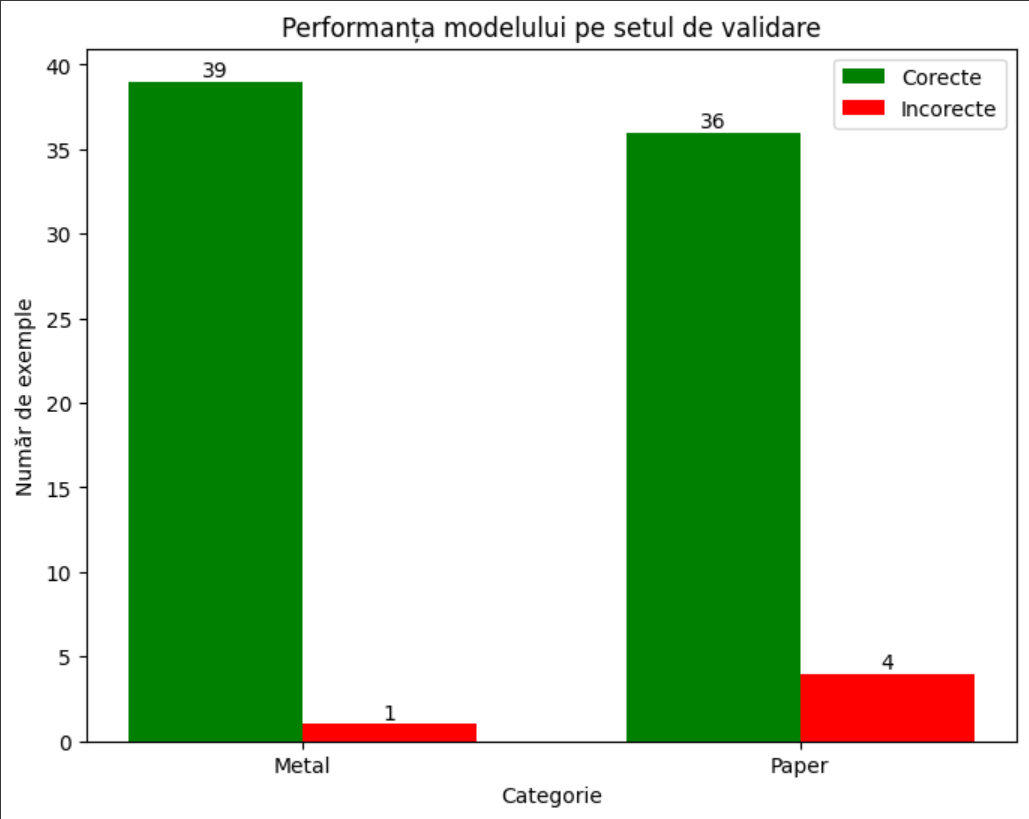 Performanța modelului pe setul de validare
Corecte
Incorecte
Număr de exemple
40
35
30
25
20
15
10
5
0
39
1
36
4
Metal
Paper
Categorie